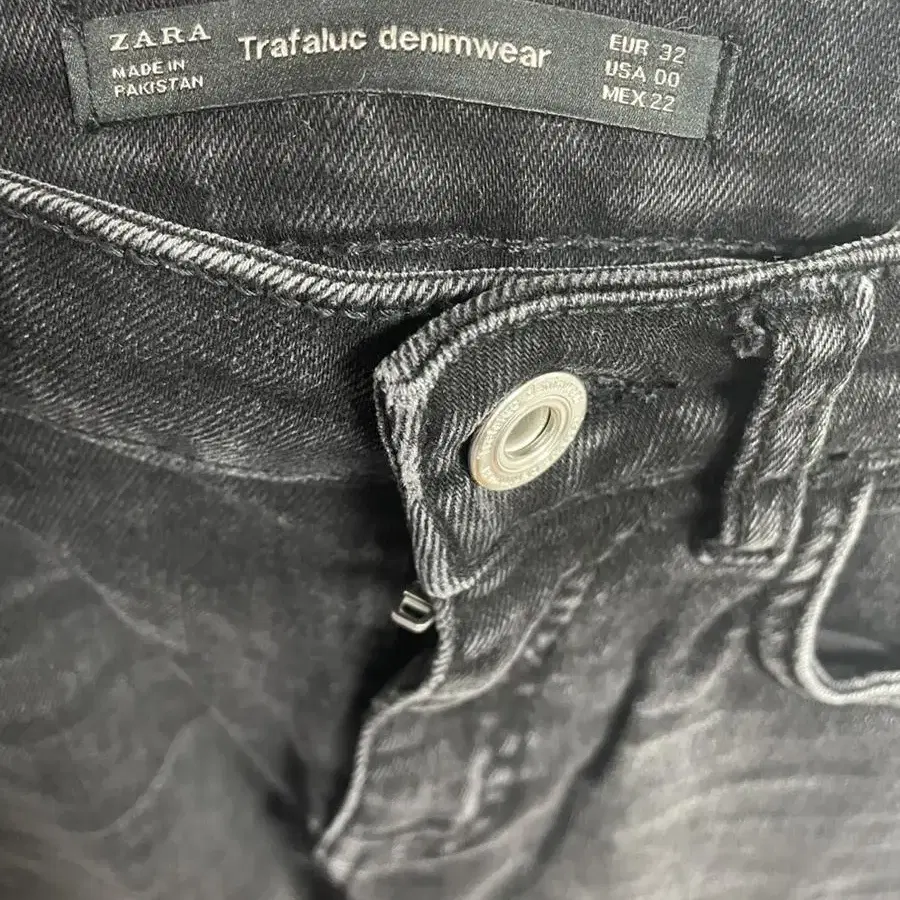 ZARA
MADE IN
PAKISTAN
Trafaluc denimwear
EUR 32
USA 00
MEX 22